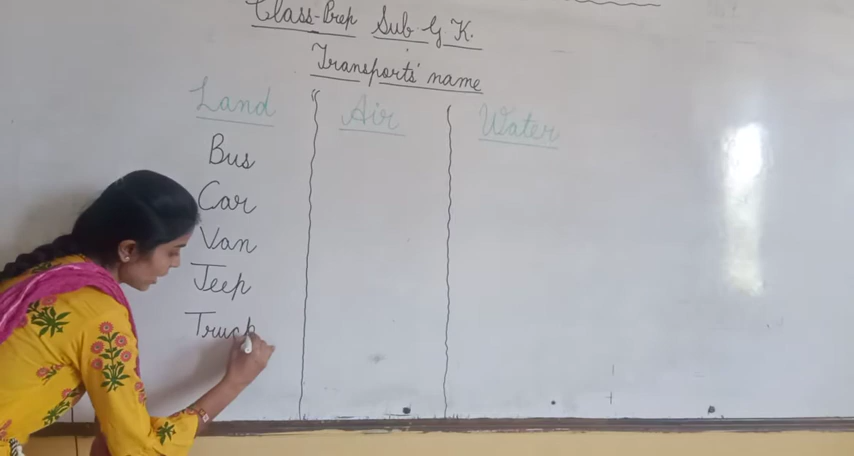 Class-Prep Sub-G.K.
Transports' name
Land Air Water
Bus
Car
Van
Jeep
Truck